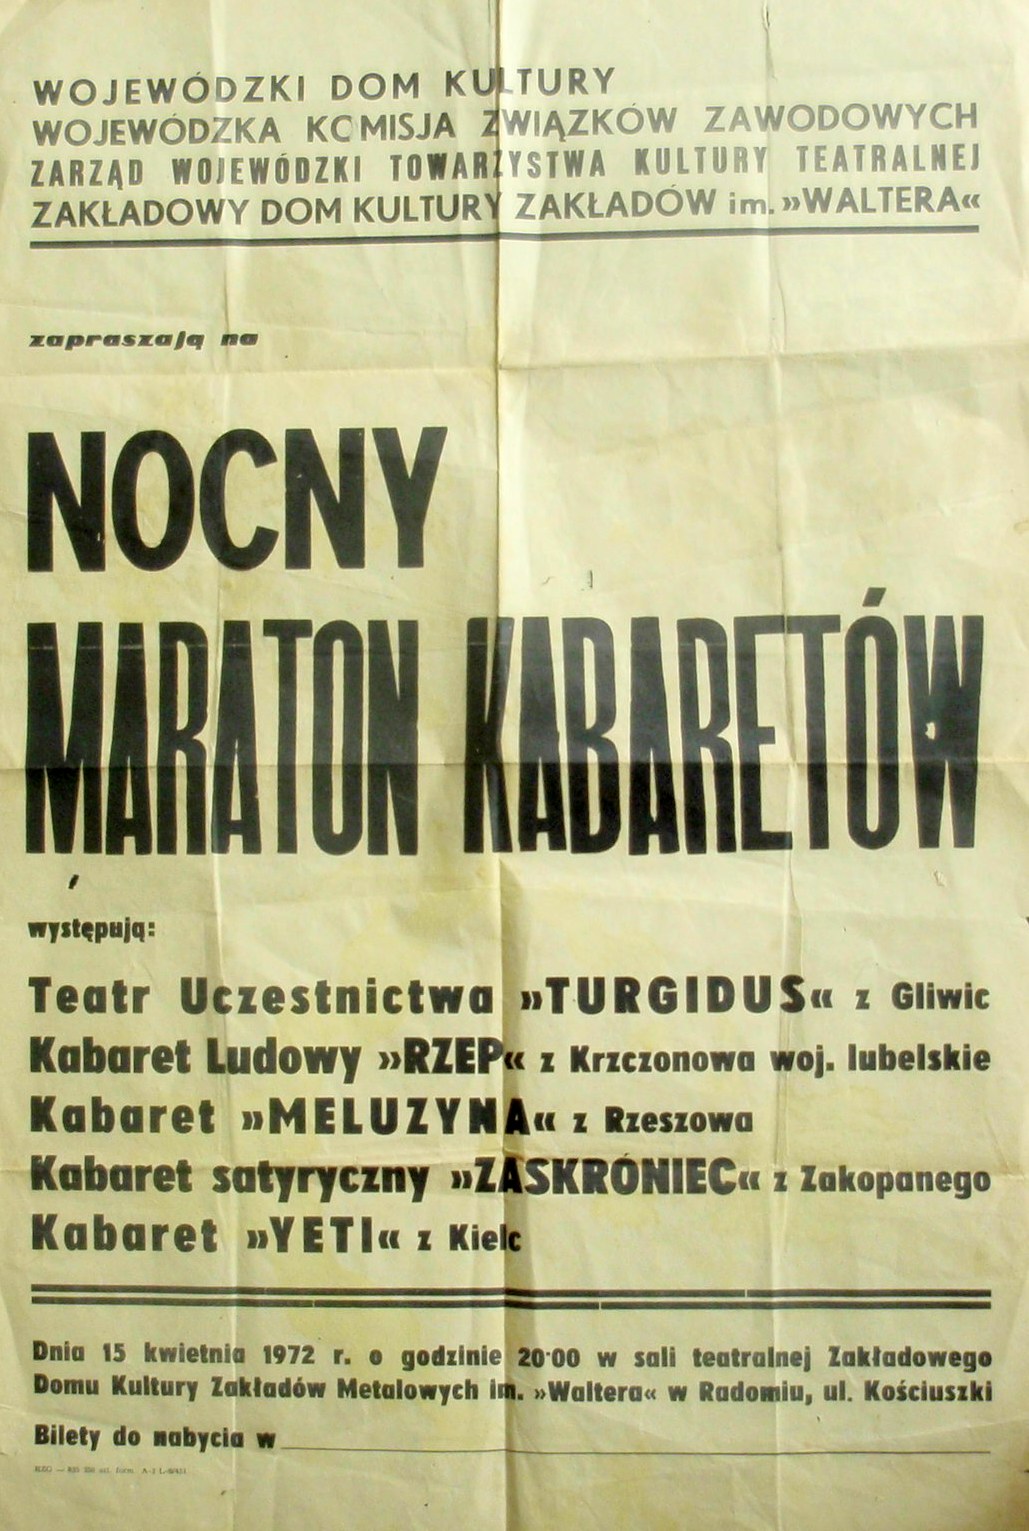 WOJEWÓDZKI DOM KULTURY
WOJEWÓDZKA KOMISJA ZWIĄZKÓW ZAWODOWYCH
ZARZĄD WOJEWÓDZKI TOWARZYSTWA KULTURY TEATRALNEJ
ZAKŁADOWY DOM KULTURY ZAKŁADÓW im. »WALTERA«
zapraszają na
NOCNY
MARATON KABARETÓW
występują:
Teatr Uczestnictwa »TURGIDUS« z Gliwic
Kabaret Ludowy »RZEP« z Krzczonowa woj. lubelskie
Kabaret »MELUZYNA« z Rzeszowa
Kabaret satyryczny »ZASKRÓNIEC« z Zakopanego
Kabaret »YETI« z Kielc
Dnia 15 kwietnia 1972 r. o godzinie 20·00 w sali teatralnej Zakładowego
Domu Kultury Zakładów Metalowych im. »Waltera« w Radomiu, ul. Kościuszki
Bilety do nabycia w